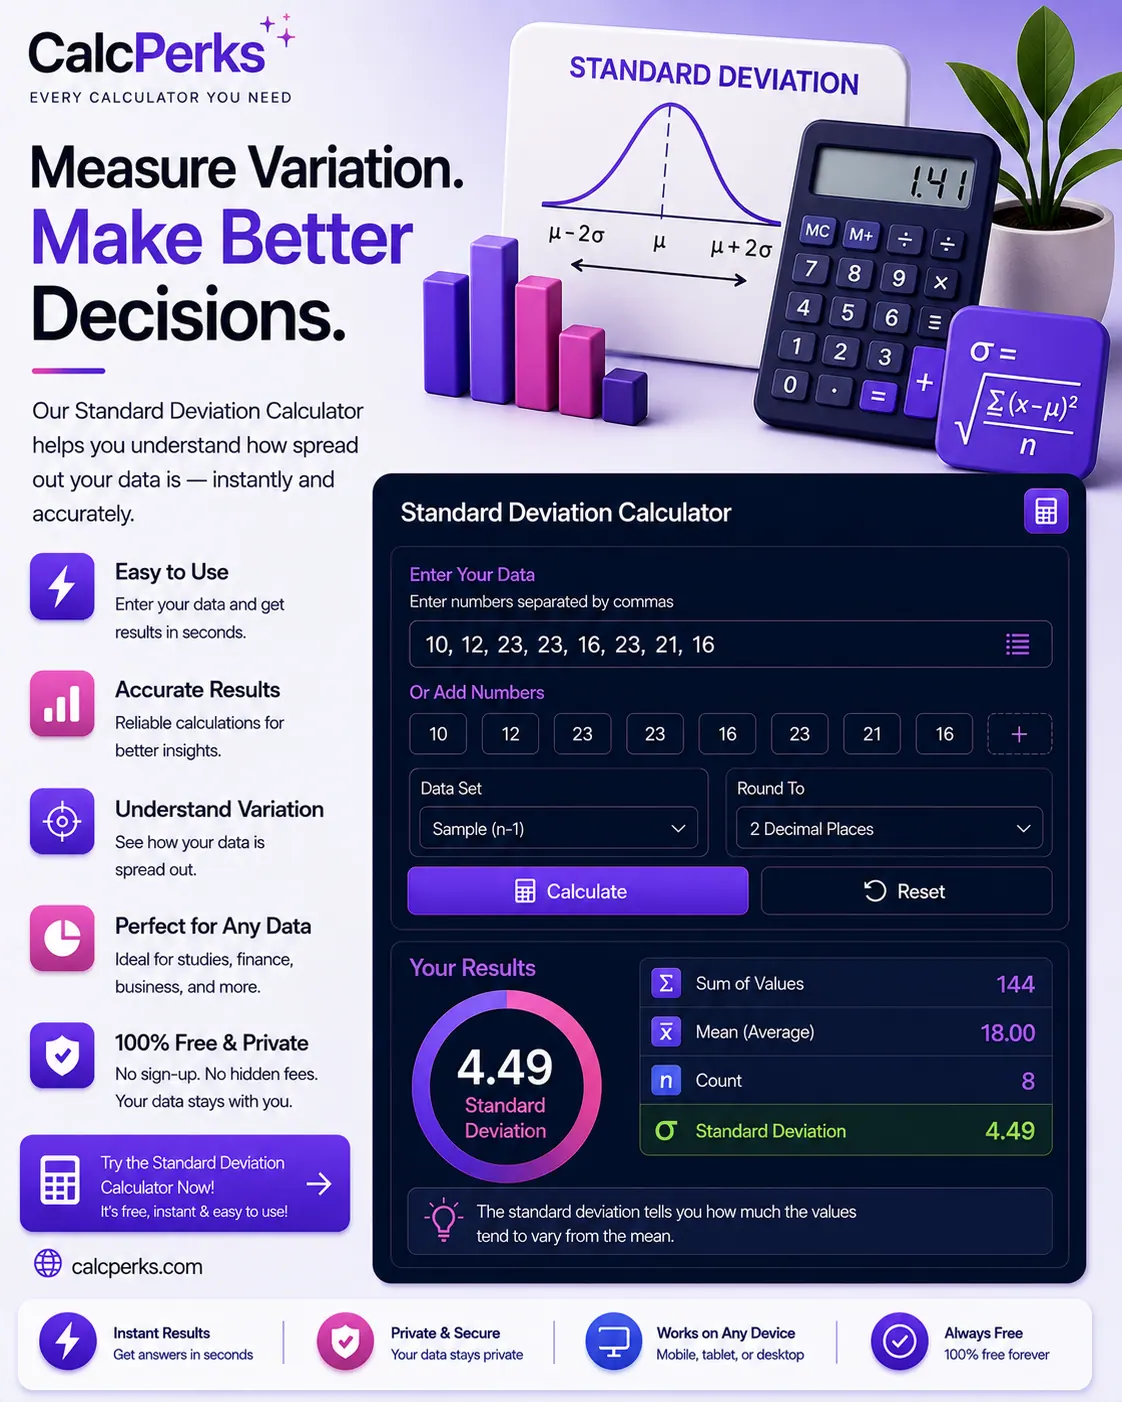 CalcPerks
EVERY CALCULATOR YOU NEED
Measure Variation.
Make Better
Decisions.
Our Standard Deviation Calculator
helps you understand how spread
out your data is — instantly and
accurately.
Easy to Use
Enter your data and get
results in seconds.
Accurate Results
Reliable calculations for
better insights.
Understand Variation
See how your data is
spread out.
Perfect for Any Data
Ideal for studies, finance,
business, and more.
100% Free & Private
No sign-up. No hidden fees.
Your data stays with you.
Try the Standard Deviation
Calculator Now!
It's free, instant & easy to use!
calcperks.com
STANDARD DEVIATION
μ-2σ μ μ+2σ
1.41
MC M+ ÷ ÷
7 8 9 ×
4 5 6 ≡
1 2 3
0 · = +
σ =
√Σ(x-μ)²
n
Standard Deviation Calculator
Enter Your Data
Enter numbers separated by commas
10, 12, 23, 23, 16, 23, 21, 16
Or Add Numbers
10 12 23 23 16 23 21 16 +
Data Set
Sample (n-1)
Round To
2 Decimal Places
Calculate
Reset
Your Results
4.49
Standard
Deviation
Σ Sum of Values 144
x̄ Mean (Average) 18.00
n Count 8
σ Standard Deviation 4.49
The standard deviation tells you how much the values
tend to vary from the mean.
Instant Results
Get answers in seconds
Private & Secure
Your data stays private
Works on Any Device
Mobile, tablet, or desktop
Always Free
100% free forever